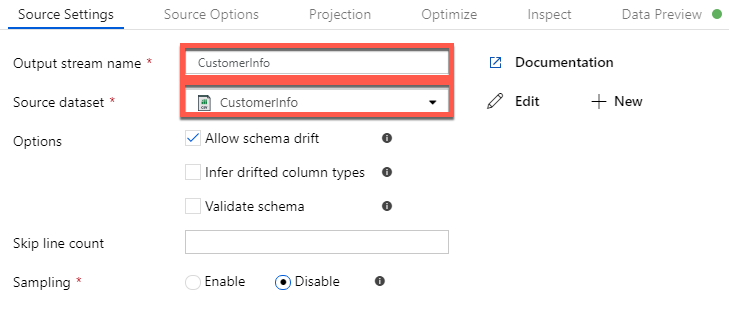 Source Settings Source Options Projection Optimize Inspect Data Preview
Output stream name * CustomerInfo Documentation
Source dataset * CustomerInfo Edit New
Options Allow schema drift
Infer drifted column types
Validate schema
Skip line count
Sampling * Enable Disable